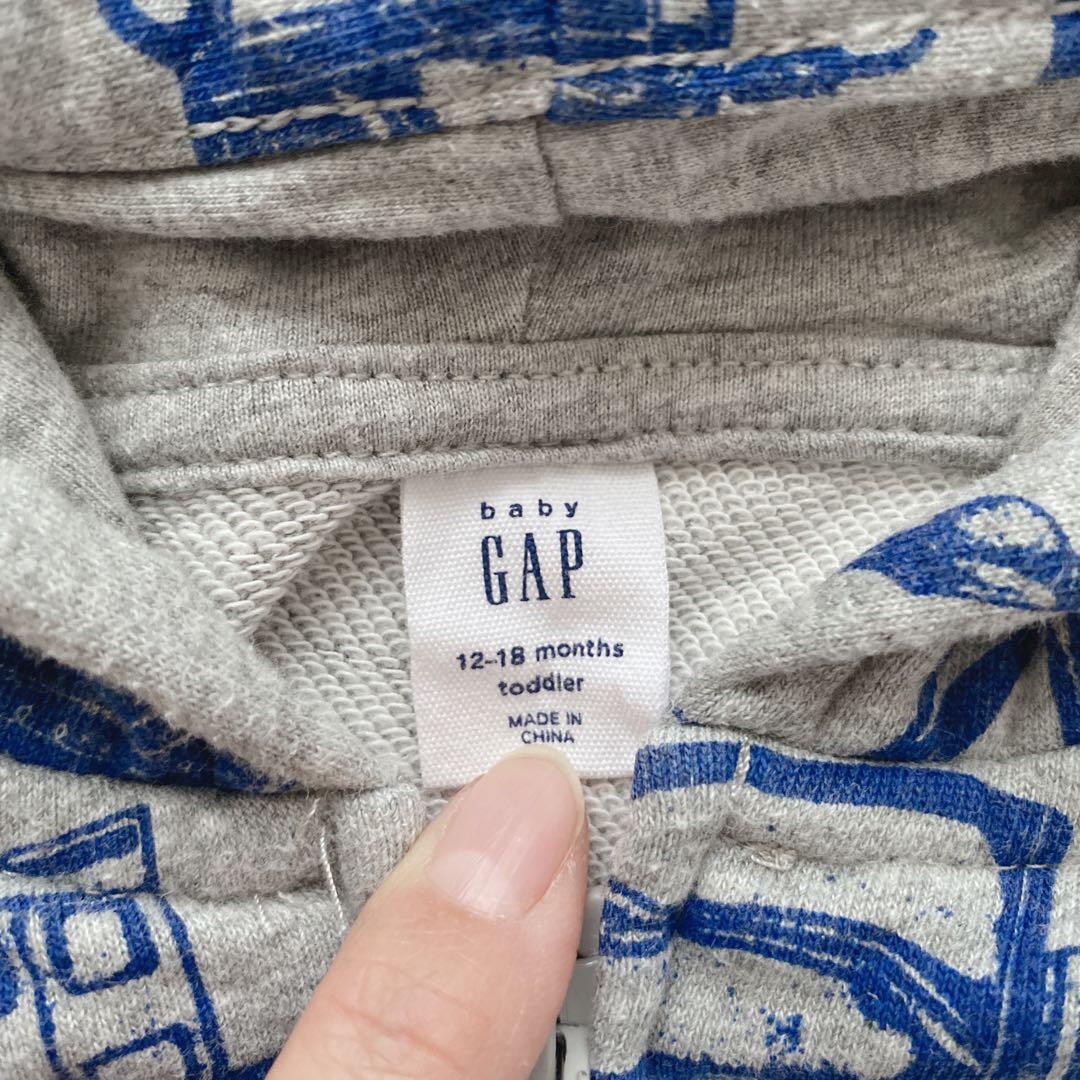 baby
GAP
12-18 months
toddler
MADE IN
CHINA